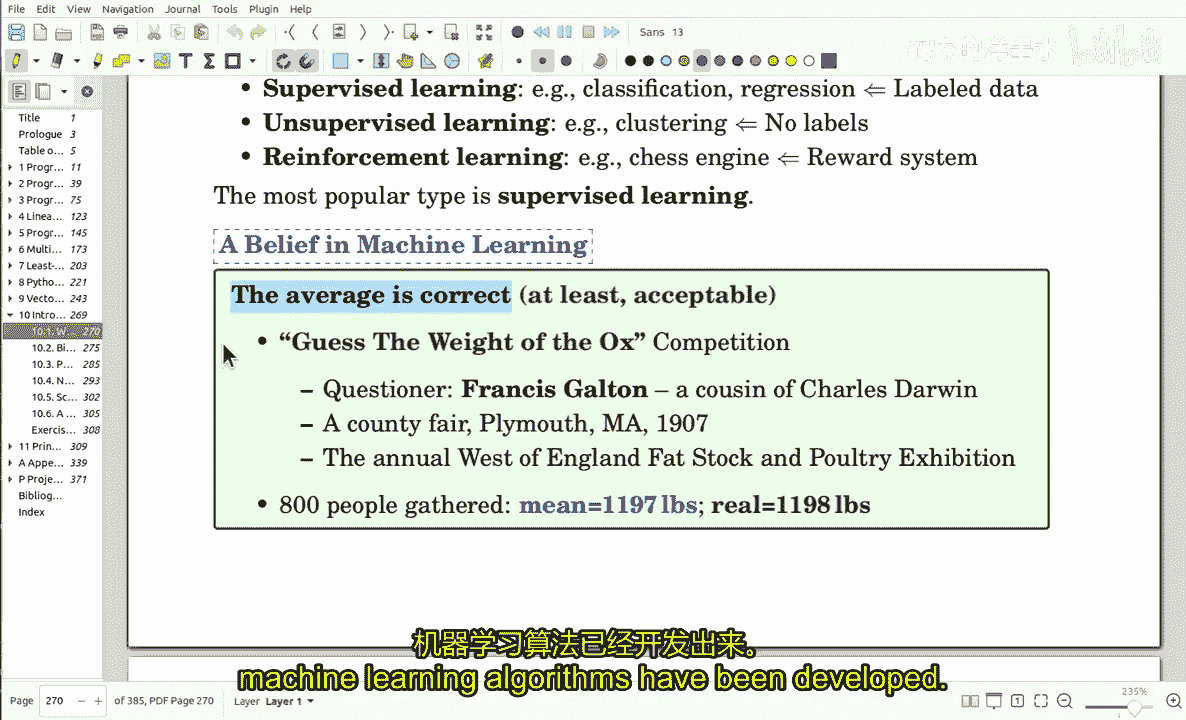 File Edit View Navigation Journal Tools Plugin Help
Sans 13
Title 1
Prologue 3
Table o... 5
1 Progr... 11
2 Progr... 39
3 Progr... 75
4 Linea... 123
5 Progr... 145
6 Multi... 173
7 Least-... 203
8 Pytho... 221
9 Vecto... 243
10 Intro... 269
10.1. W... 270
10.2. Bi... 275
10.3. P... 285
10.4. N... 293
10.5. Sc... 302
10.6. A ... 305
Exercis... 308
11 Prin... 309
A Appe... 339
P Proje... 371
Bibliog...
Index
• Supervised learning: e.g., classification, regression ⇐ Labeled data
• Unsupervised learning: e.g., clustering ⇐ No labels
• Reinforcement learning: e.g., chess engine ⇐ Reward system
The most popular type is supervised learning.
A Belief in Machine Learning
The average is correct (at least, acceptable)
• “Guess The Weight of the Ox” Competition
– Questioner: Francis Galton – a cousin of Charles Darwin
– A county fair, Plymouth, MA, 1907
– The annual West of England Fat Stock and Poultry Exhibition
• 800 people gathered: mean=1197 lbs; real=1198 lbs
机器学习算法已经开发出来。
machine learning algorithms have been developed.
Page 270 − + of 385, PDF Page 270 Layer Layer 1 235%